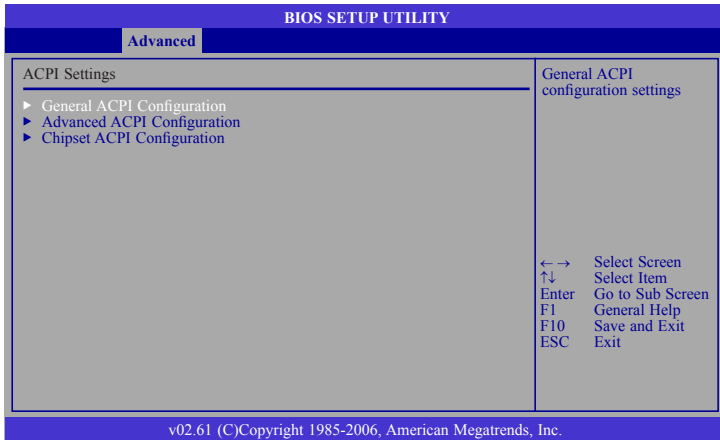 BIOS SETUP UTILITY
Advanced
ACPI Settings
► General ACPI Configuration
► Advanced ACPI Configuration
► Chipset ACPI Configuration
General ACPI
configuration settings
←→ Select Screen
↑↓ Select Item
Enter Go to Sub Screen
F1 General Help
F10 Save and Exit
ESC Exit
v02.61 (C)Copyright 1985-2006, American Megatrends, Inc.